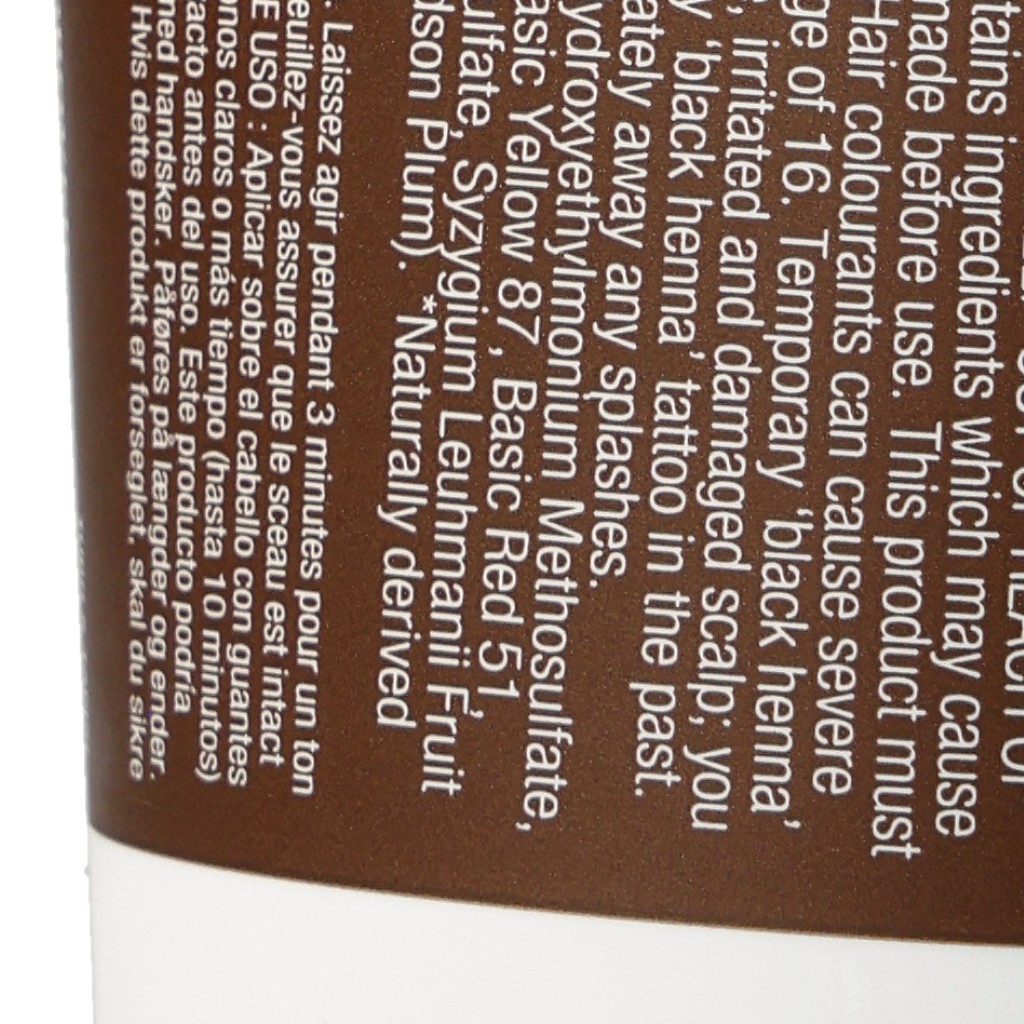 tains ingredients which may cause
made before use. This product must
Hair colourants can cause severe
ge of 16. Temporary 'black henna'
, irritated and damaged scalp; you
y 'black henna' tattoo in the past.
ately away any splashes.
ydroxyethylmonium Methosulfate,
asic Yellow 87, Basic Red 51,
ulfate, Syzygium Leuhmanii Fruit
dson Plum). *Naturally derived
. Laissez agir pendant 3 minutes pour un ton
euillez-vous assurer que le sceau est intact
E USO : Aplicar sobre el cabello con guantes
onos claros o más tiempo (hasta 10 minutos)
acto antes del uso. Este producto podría
med handsker. Påføres på længder og ender.
Hvis dette produkt er forseglet, skal du sikre